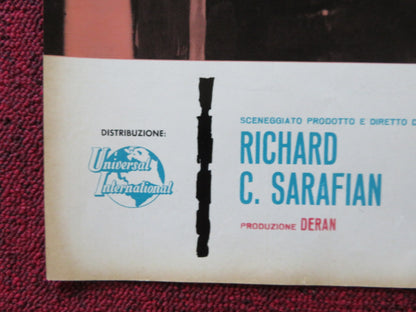 DISTRIBUZIONE:
Universal
International
SCENEGGIATO PRODOTTO E DIRETTO
RICHARD
C. SARAFIAN
PRODUZIONE DERAN